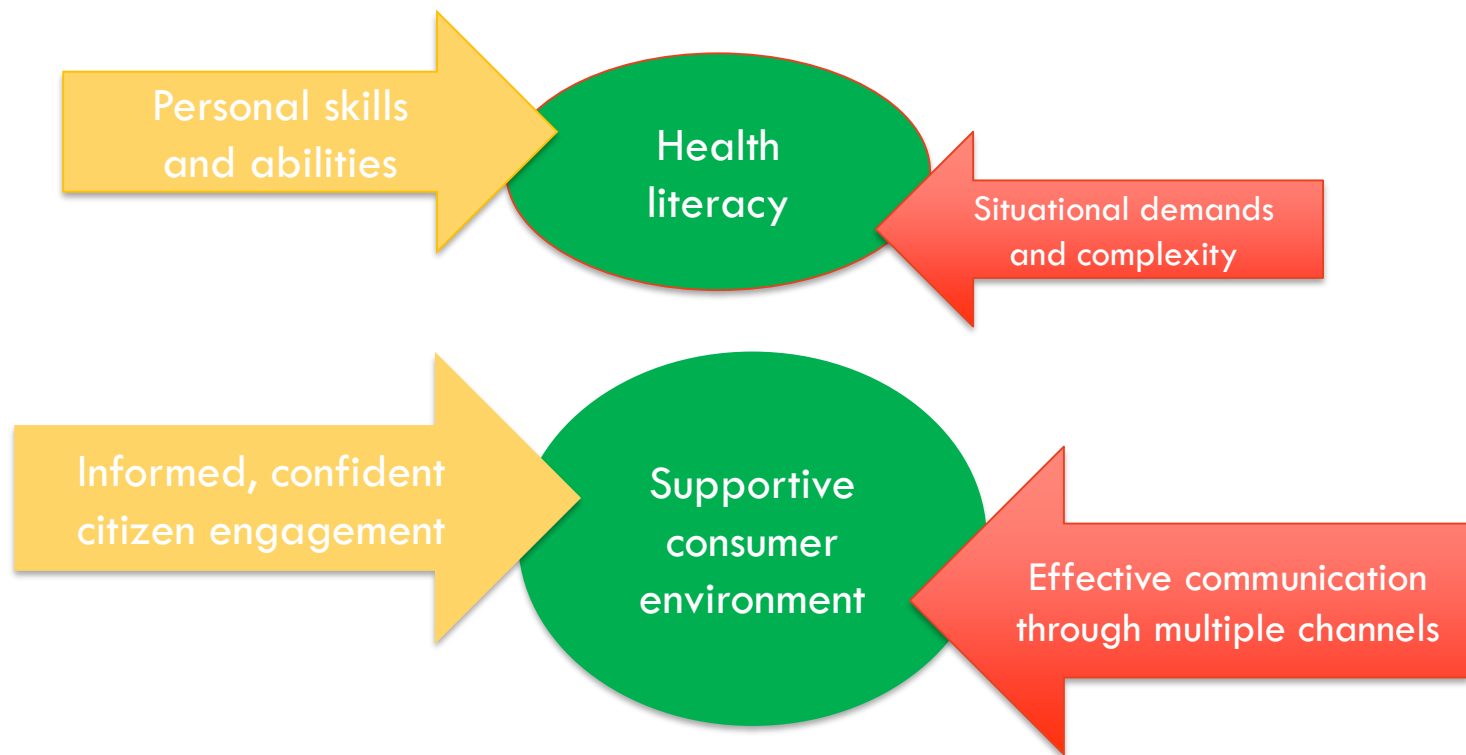 Personal skills
and abilities
Health
literacy
Situational demands
and complexity
Informed, confident
citizen engagement
Supportive
consumer
environment
Effective communication
through multiple channels